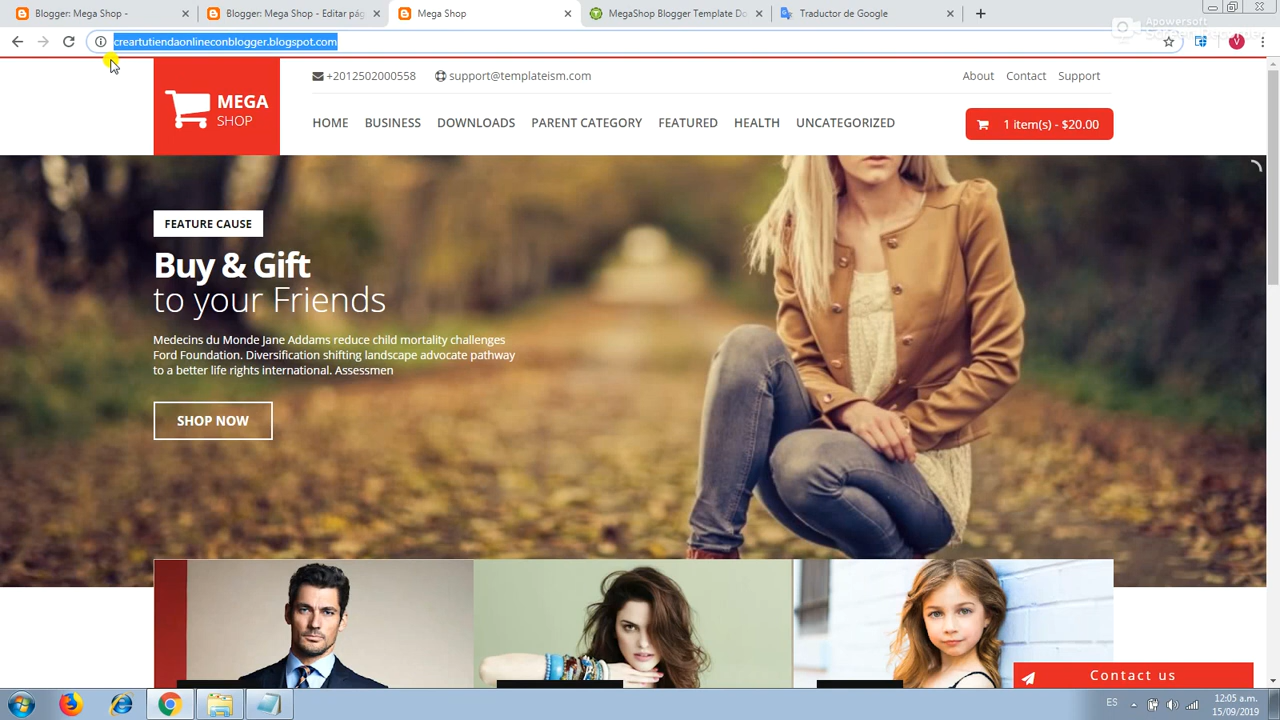 Blogger: Mega Shop -
Blogger: Mega Shop - Editar pág
Mega Shop
MegaShop Blogger Template Do
Traductor de Google
Apowersoft
Screen Recorder
creartutiendaonlineconblogger.blogspot.com
V
+2012502000558
support@templateism.com
About
Contact
Support
MEGA
SHOP
HOME
BUSINESS
DOWNLOADS
PARENT CATEGORY
FEATURED
HEALTH
UNCATEGORIZED
1 item(s) - $20.00
FEATURE CAUSE
Buy & Gift
to your Friends
Medecins du Monde Jane Addams reduce child mortality challenges
Ford Foundation. Diversification shifting landscape advocate pathway
to a better life rights international. Assessmen
SHOP NOW
Contact us
ES
12:05 a.m.
15/09/2019